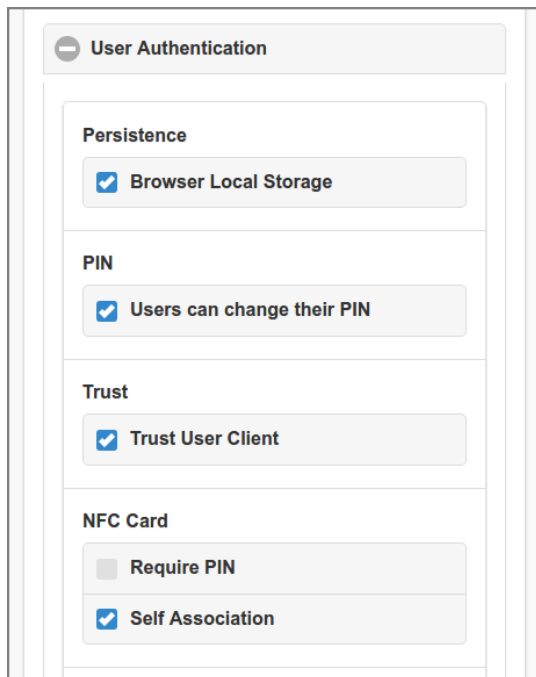 User Authentication
Persistence
Browser Local Storage
PIN
Users can change their PIN
Trust
Trust User Client
NFC Card
Require PIN
Self Association